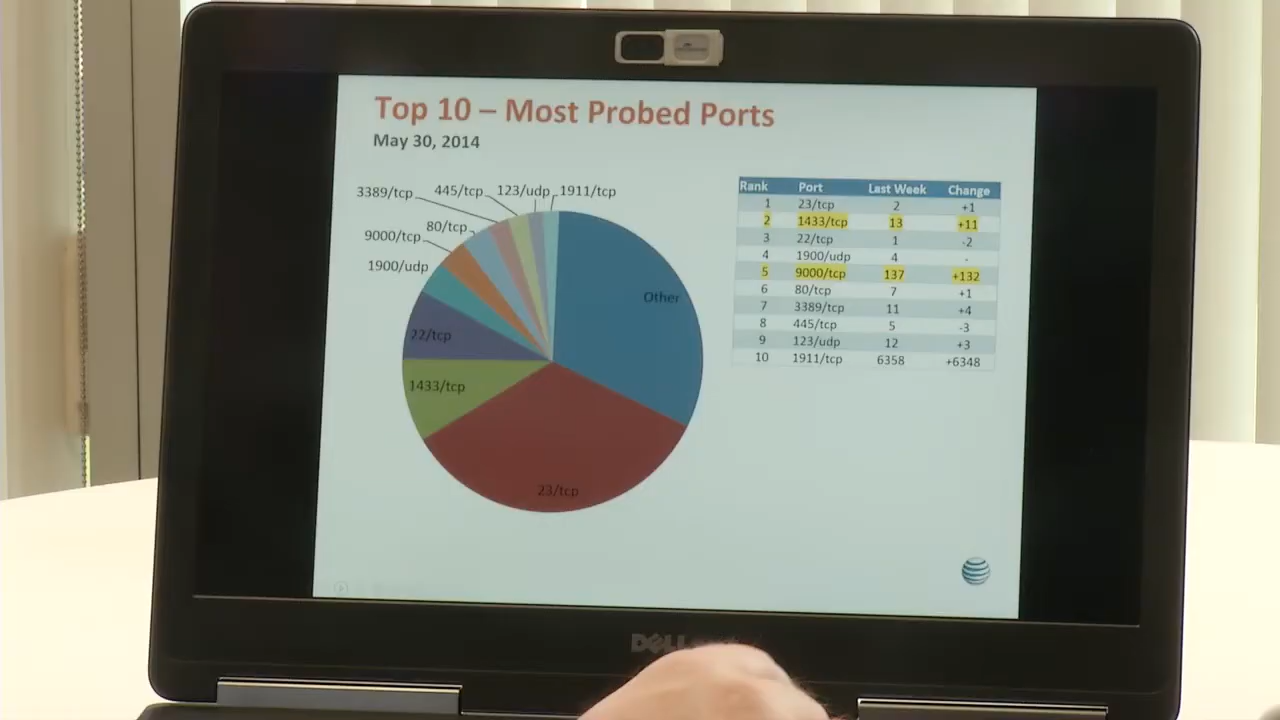 Top 10 – Most Probed Ports
May 30, 2014
3389/tcp
445/tcp
123/udp
1911/tcp
80/tcp
9000/tcp
1900/udp
22/tcp
1433/tcp
23/tcp
Other
Rank Port Last Week Change
1 23/tcp 2 +1
2 1433/tcp 13 +11
3 22/tcp 1 -2
4 1900/udp 4 -
5 9000/tcp 137 +132
6 80/tcp 7 +1
7 3389/tcp 11 +4
8 445/tcp 5 -3
9 123/udp 12 +3
10 1911/tcp 6358 +6348
DELL